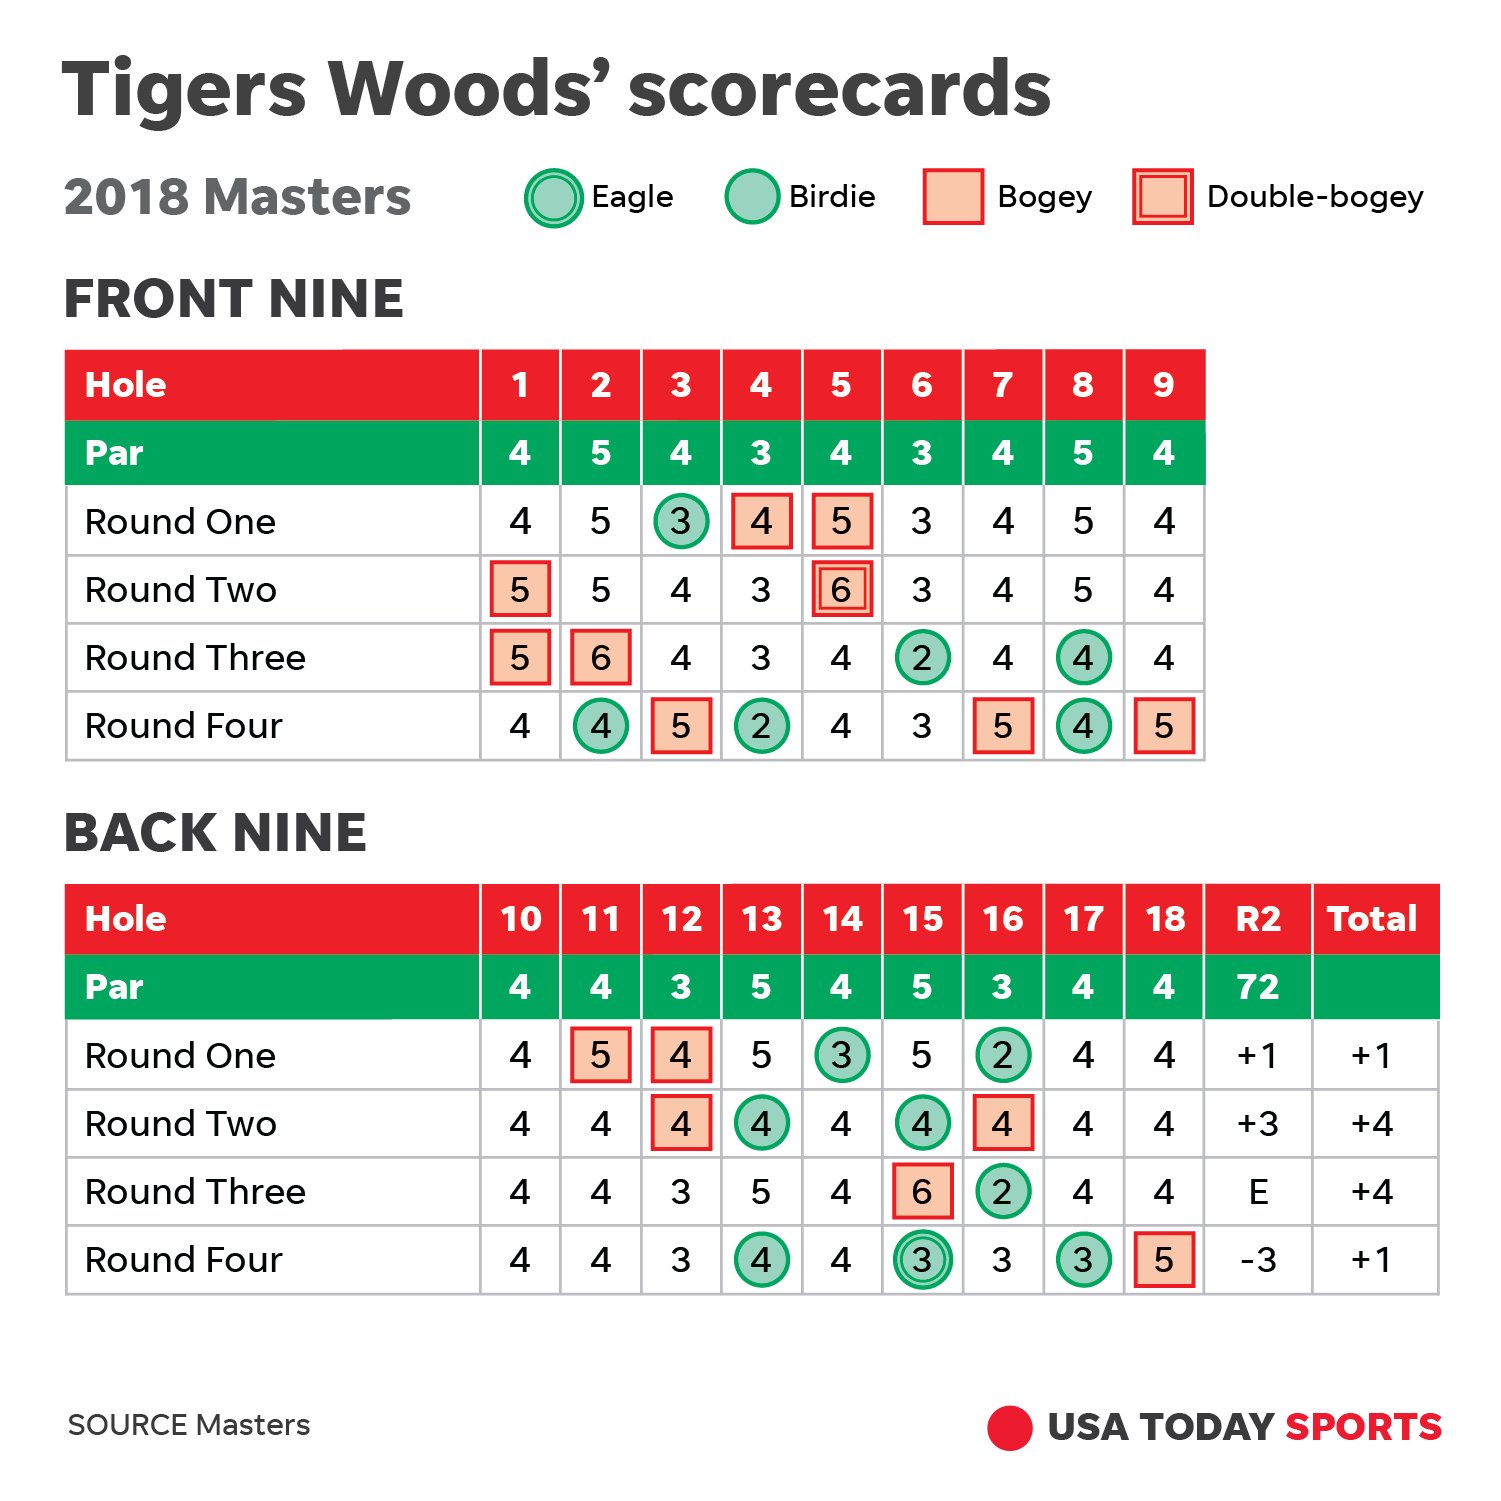 Tigers Woods’ scorecards
2018 Masters Eagle Birdie Bogey Double-bogey
FRONT NINE
Hole 1 2 3 4 5 6 7 8 9
Par 4 5 4 3 4 3 4 5 4
Round One 4 5 3 4 5 3 4 5 4
Round Two 5 5 4 3 6 3 4 5 4
Round Three 5 6 4 3 4 2 4 4 4
Round Four 4 4 5 2 4 3 5 4 5
BACK NINE
Hole 10 11 12 13 14 15 16 17 18 R2 Total
Par 4 4 3 5 4 5 3 4 4 72
Round One 4 5 4 5 3 5 2 4 4 +1 +1
Round Two 4 4 4 4 4 4 4 4 4 +3 +4
Round Three 4 4 3 5 4 6 2 4 4 E +4
Round Four 4 4 3 4 4 3 3 3 5 -3 +1
SOURCE Masters
USA TODAY SPORTS